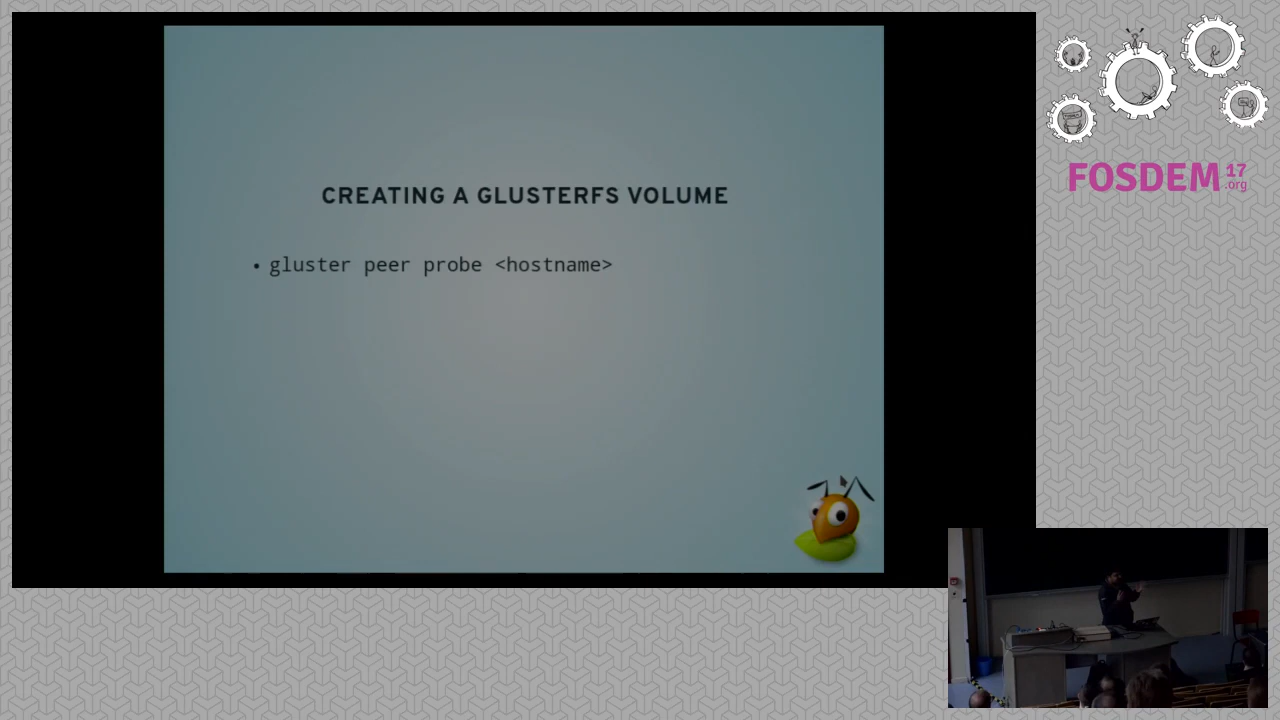 CREATING A GLUSTERFS VOLUME
• gluster peer probe <hostname>
FOSDEM 17
.org